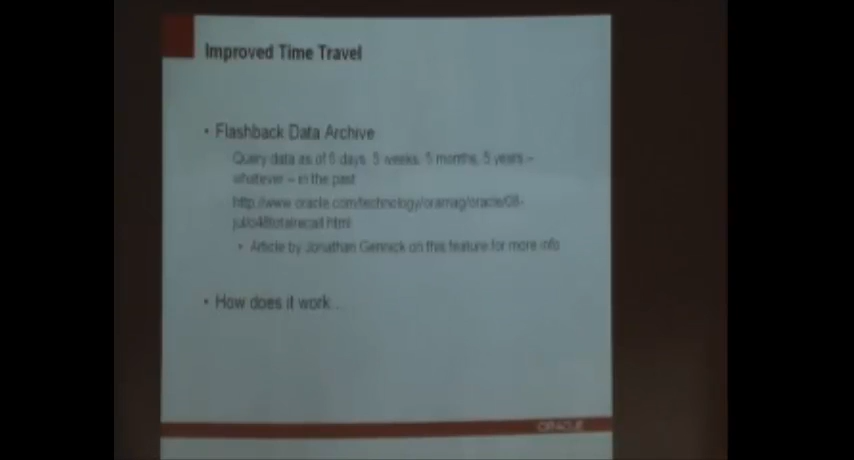 Improved Time Travel
• Flashback Data Archive
Query data as of 5 days, 5 weeks, 5 months, 5 years –
whatever – in the past
http://www.oracle.com/technology/oramag/oracle/08-
jul/o48totalrecall.html
• Article by Jonathan Gennick on this feature for more info
• How does it work…
ORACLE